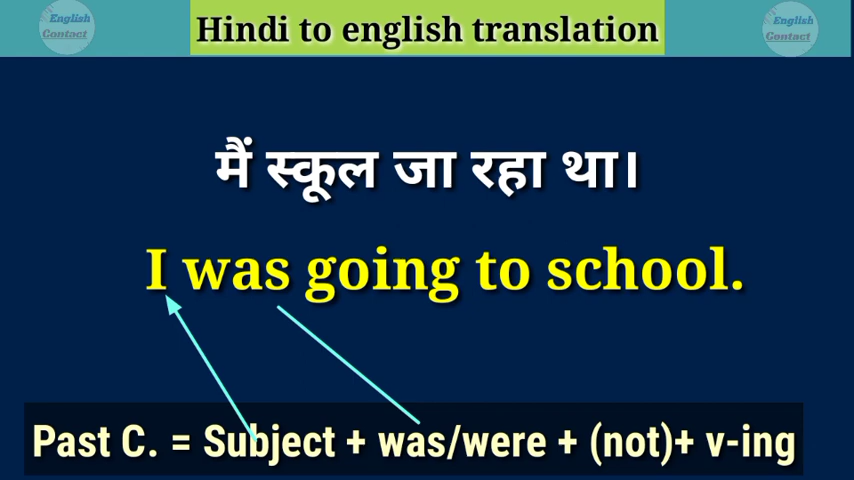 English
Contact
Hindi to english translation
English
Contact
मैं स्कूल जा रहा था।
I was going to school.
Past C. = Subject + was/were + (not)+ v-ing